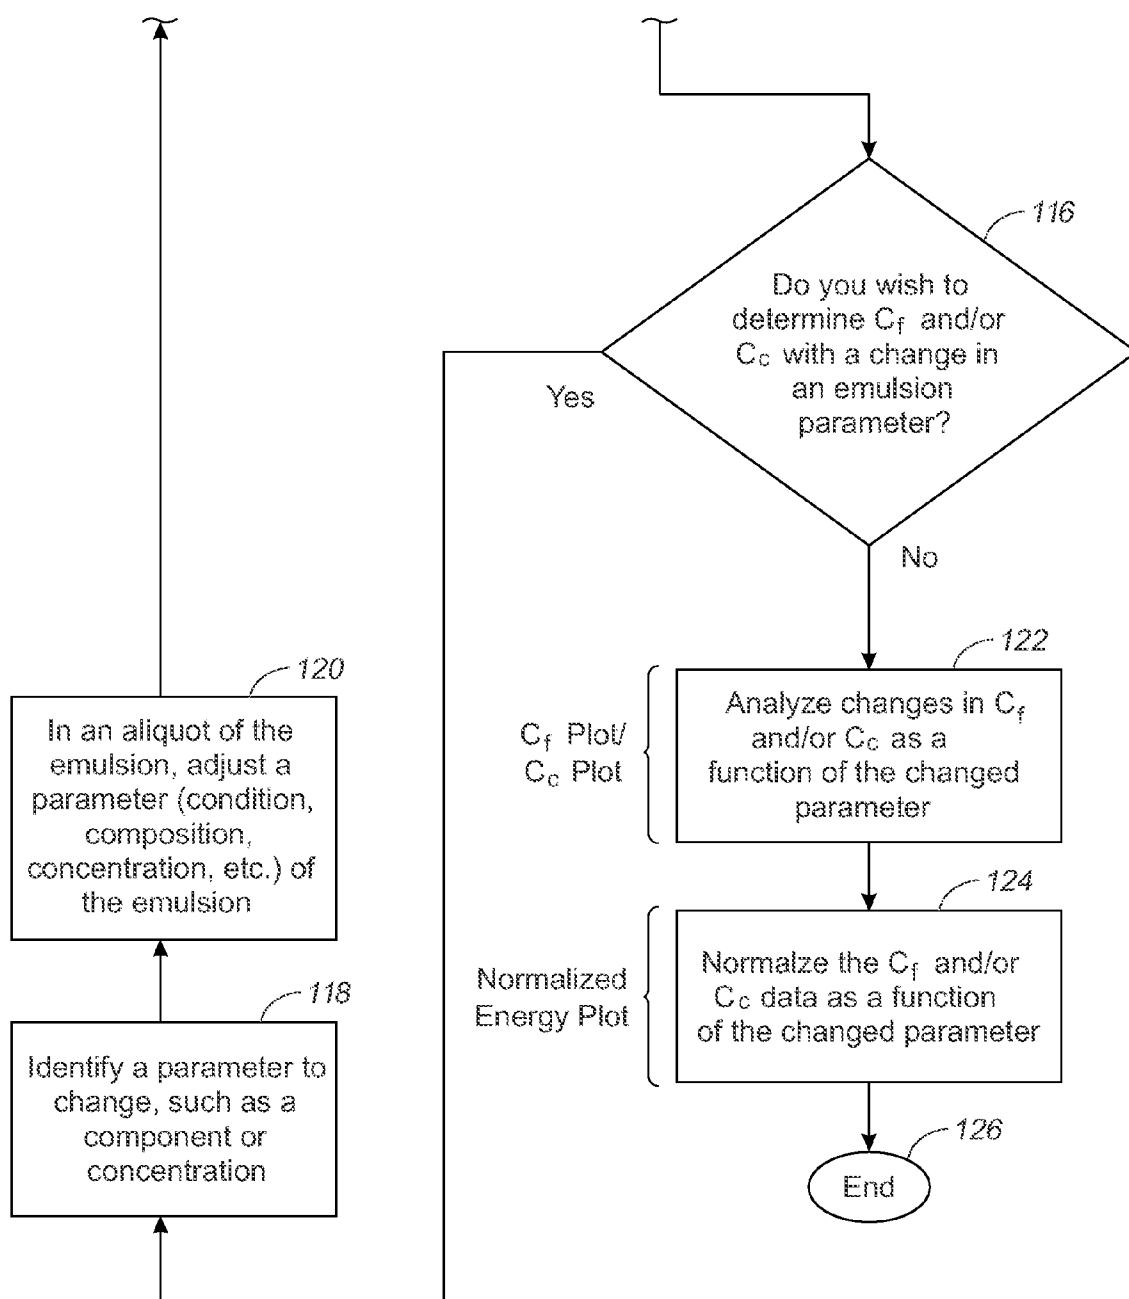 116
Do you wish to
determine Cf and/or
Cc with a change in
an emulsion
parameter?
Yes
No
120
In an aliquot of the
emulsion, adjust a
parameter (condition,
composition,
concentration, etc.) of
the emulsion
118
Identify a parameter to
change, such as a
component or
concentration
122
Cf Plot/
Cc Plot
Analyze changes in Cf
and/or Cc as a
function of the changed
parameter
124
Normalized
Energy Plot
Normalze the Cf and/or
Cc data as a function
of the changed parameter
126
End